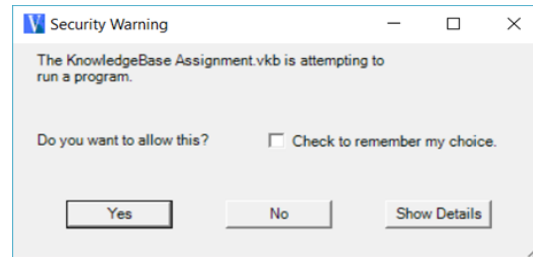 Security Warning
The KnowledgeBase Assignment.vkb is attempting to
run a program.
Do you want to allow this?
Check to remember my choice.
Yes
No
Show Details